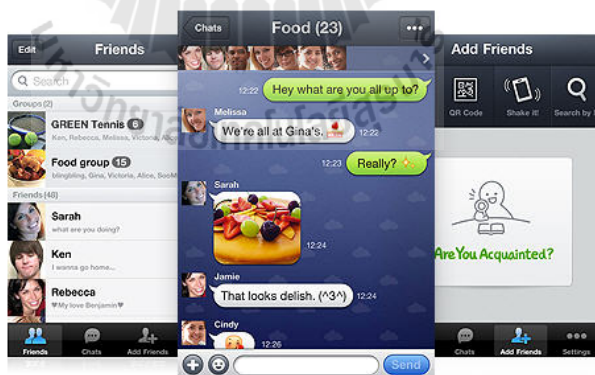 Edit
Friends
Search
Groups(2)
GREEN Tennis 6
Ken, Rebecca, Melissa, Victoria,
Food group 15
blingbling, Gina, Victoria, Alice,
Friends(48)
Sarah
what are you doing?
Ken
I wanna go home...
Rebecca
♥My love Benjamin♥
Friends
Chats
Add Friends
Chats
Food (23)
12:22
Hey what are you all up to?
Melissa
We're all at Gina's.
12:22
12:23
Really?
Sarah
12:24
Jamie
That looks delish. (^3^)
12:24
Cindy
12:26
Send
Add Friends
QR Code
Shake it!
Search by
Are You Acquainted?
Chats
Add Friends
Settings